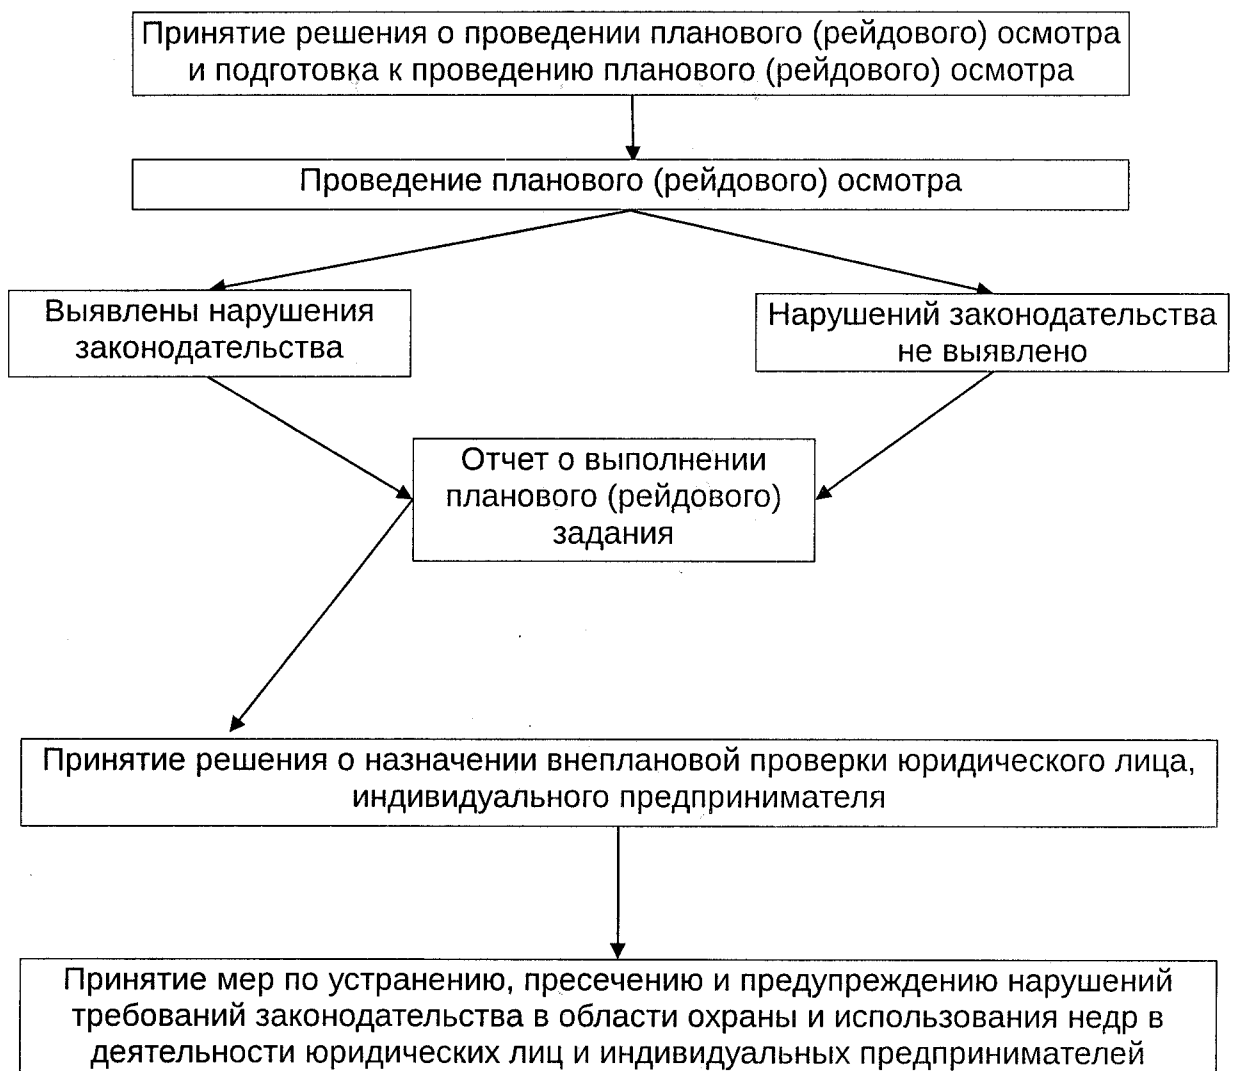 Принятие решения о проведении планового (рейдового) осмотра
и подготовка к проведению планового (рейдового) осмотра
Проведение планового (рейдового) осмотра
Выявлены нарушения
законодательства
Нарушений законодательства
не выявлено
Отчет о выполнении
планового (рейдового)
задания
Принятие решения о назначении внеплановой проверки юридического лица,
индивидуального предпринимателя
Принятие мер по устранению, пресечению и предупреждению нарушений
требований законодательства в области охраны и использования недр в
деятельности юридических лиц и индивидуальных предпринимателей